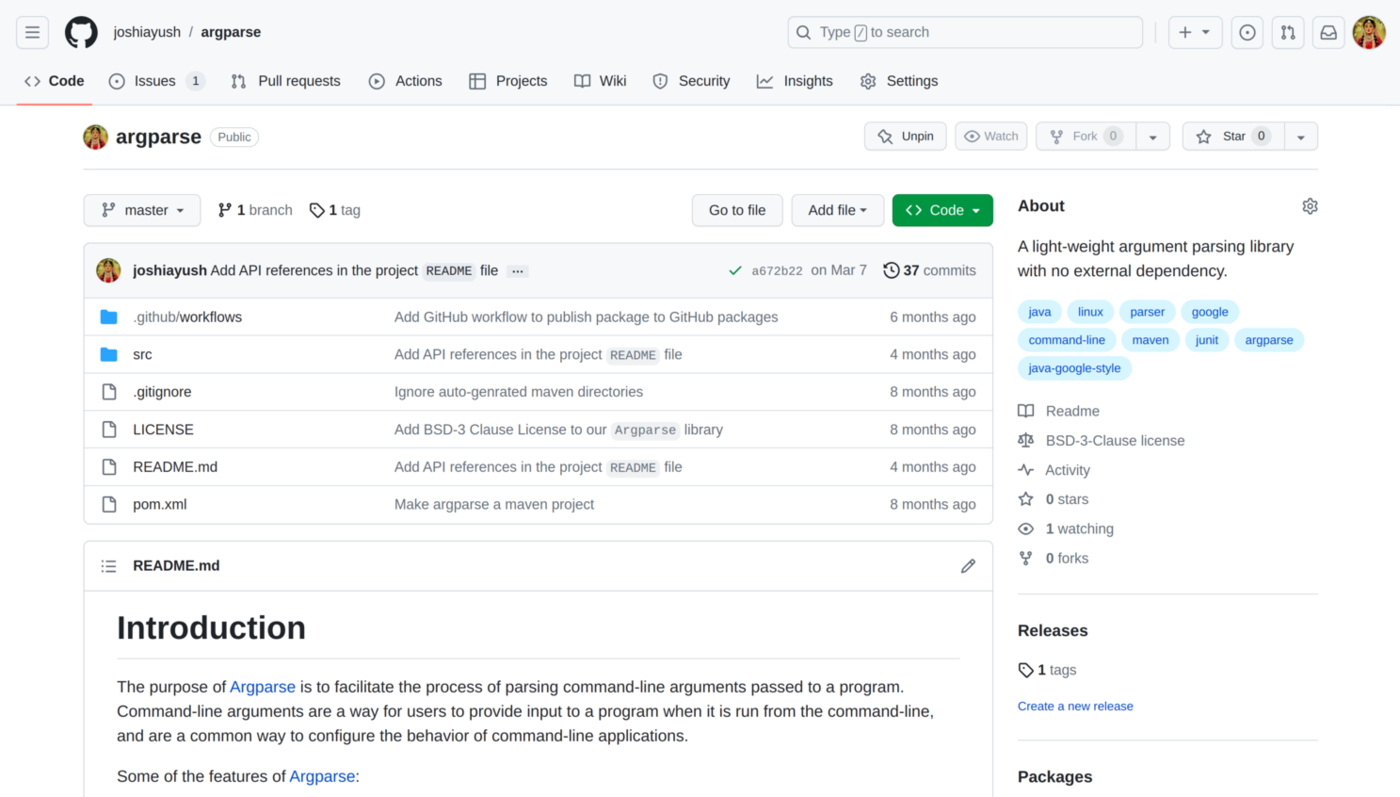 joshiayush / argparse
Type / to search
Code Issues 1 Pull requests Actions Projects Wiki Security Insights Settings
argparse Public
Unpin Watch Fork 0 Star 0
master 1 branch 1 tag Go to file Add file Code
joshiayush Add API references in the project README file ... a672b22 on Mar 7 37 commits
.github/workflows Add GitHub workflow to publish package to GitHub packages 6 months ago
src Add API references in the project README file 4 months ago
.gitignore Ignore auto-genrated maven directories 8 months ago
LICENSE Add BSD-3 Clause License to our Argparse library 8 months ago
README.md Add API references in the project README file 4 months ago
pom.xml Make argparse a maven project 8 months ago
README.md
Introduction
The purpose of Argparse is to facilitate the process of parsing command-line arguments passed to a program.
Command-line arguments are a way for users to provide input to a program when it is run from the command-line,
and are a common way to configure the behavior of command-line applications.
Some of the features of Argparse:
About
A light-weight argument parsing library
with no external dependency.
java linux parser google
command-line maven junit argparse
java-google-style
Readme
BSD-3-Clause license
Activity
0 stars
1 watching
0 forks
Releases
1 tags
Create a new release
Packages